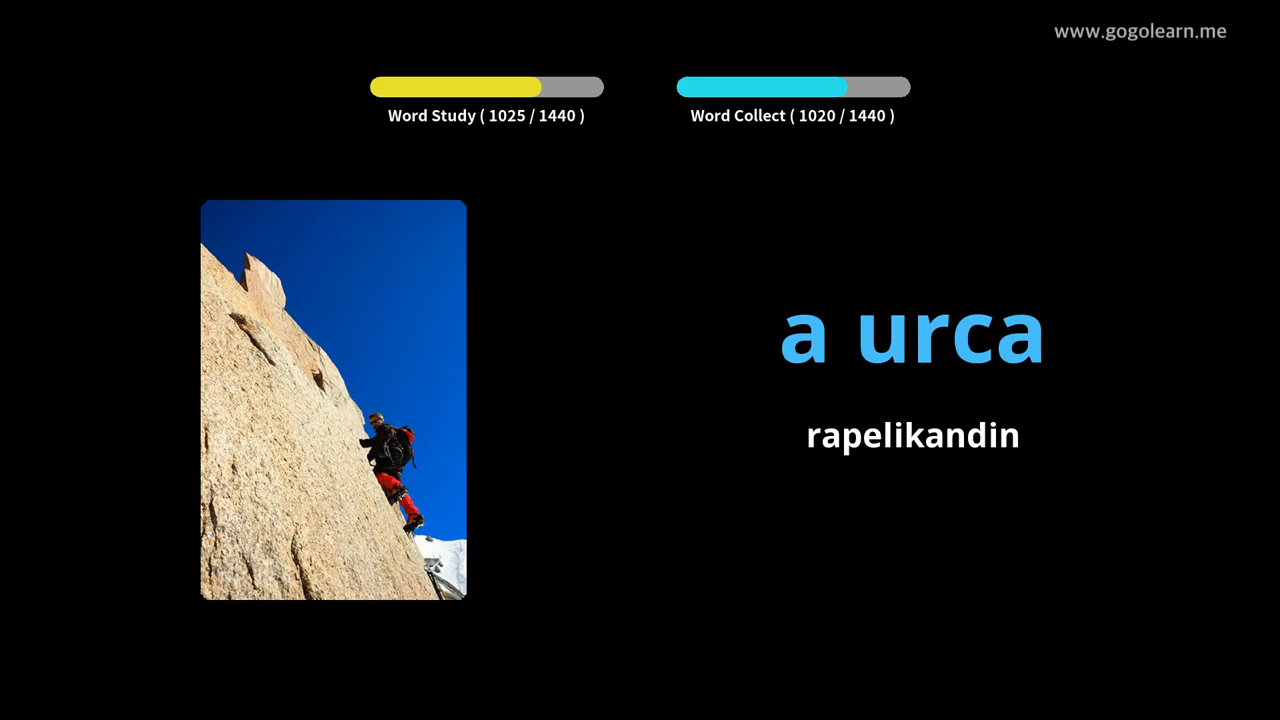 www.gogolearn.me
Word Study ( 1025 / 1440 )
Word Collect ( 1020 / 1440 )
a urca
rapelikandin